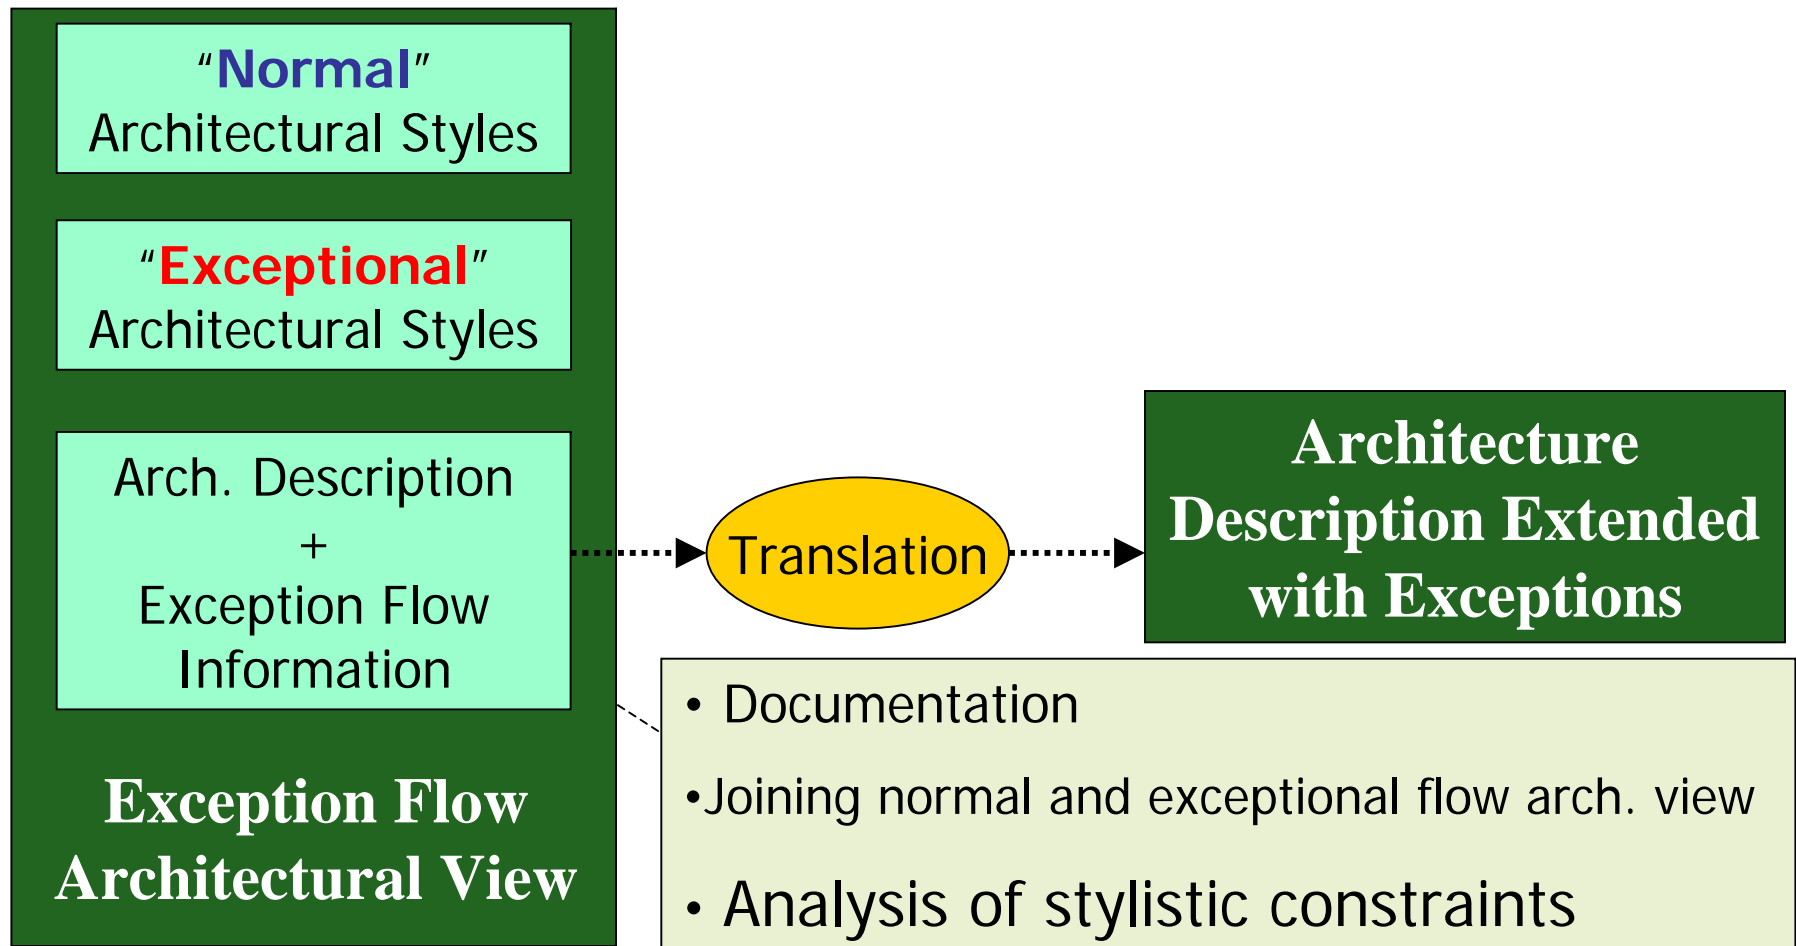 “Normal”
Architectural Styles
“Exceptional”
Architectural Styles
Arch. Description
+
Exception Flow
Information
Exception Flow
Architectural View
Translation
Architecture
Description Extended
with Exceptions
• Documentation
•Joining normal and exceptional flow arch. view
• Analysis of stylistic constraints